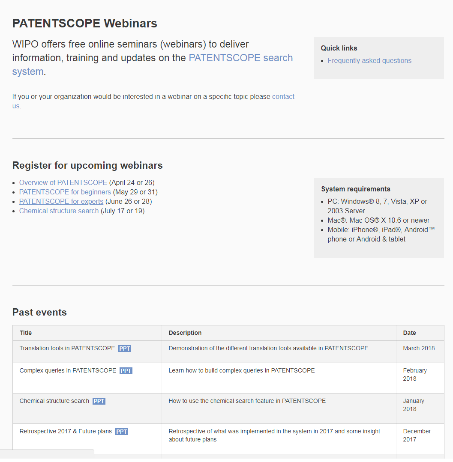 PATENTSCOPE Webinars
WIPO offers free online seminars (webinars) to deliver
information, training and updates on the PATENTSCOPE search
system.
If you or your organization would be interested in a webinar on a specific topic please contact
us.
Quick links
Frequently asked questions
Register for upcoming webinars
Overview of PATENTSCOPE (April 24 or 26)
PATENTSCOPE for beginners (May 29 or 31)
PATENTSCOPE for experts (June 26 or 28)
Chemical structure search (July 17 or 19)
System requirements
PC: Windows® 8, 7, Vista, XP or
2003 Server
Mac®: Mac OS® X 10.6 or newer
Mobile: iPhone®, iPad®, Android™
phone or Android & tablet
Past events
Title Description Date
Translation tools in PATENTSCOPE PPT Demonstration of the different translation tools available in PATENTSCOPE March 2018
Complex queries in PATENTSCOPE PPT Learn how to build complex queries in PATENTSCOPE February
2018
Chemical structure search PPT How to use the chemical search feature in PATENTSCOPE January
2018
Retrospective 2017 & Future plans PPT Retrospective of what was implemented in the system in 2017 and some insight December
about future plans 2017